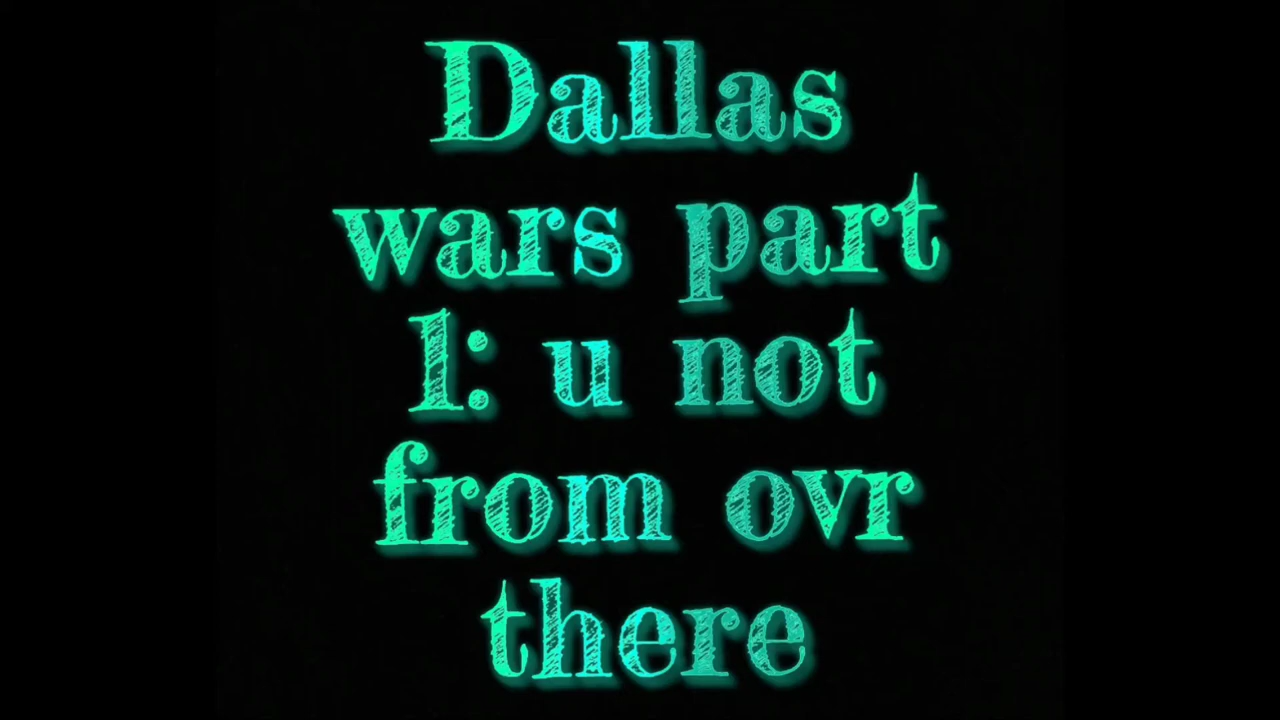 Dallas
wars part
1: u not
from ovr
there